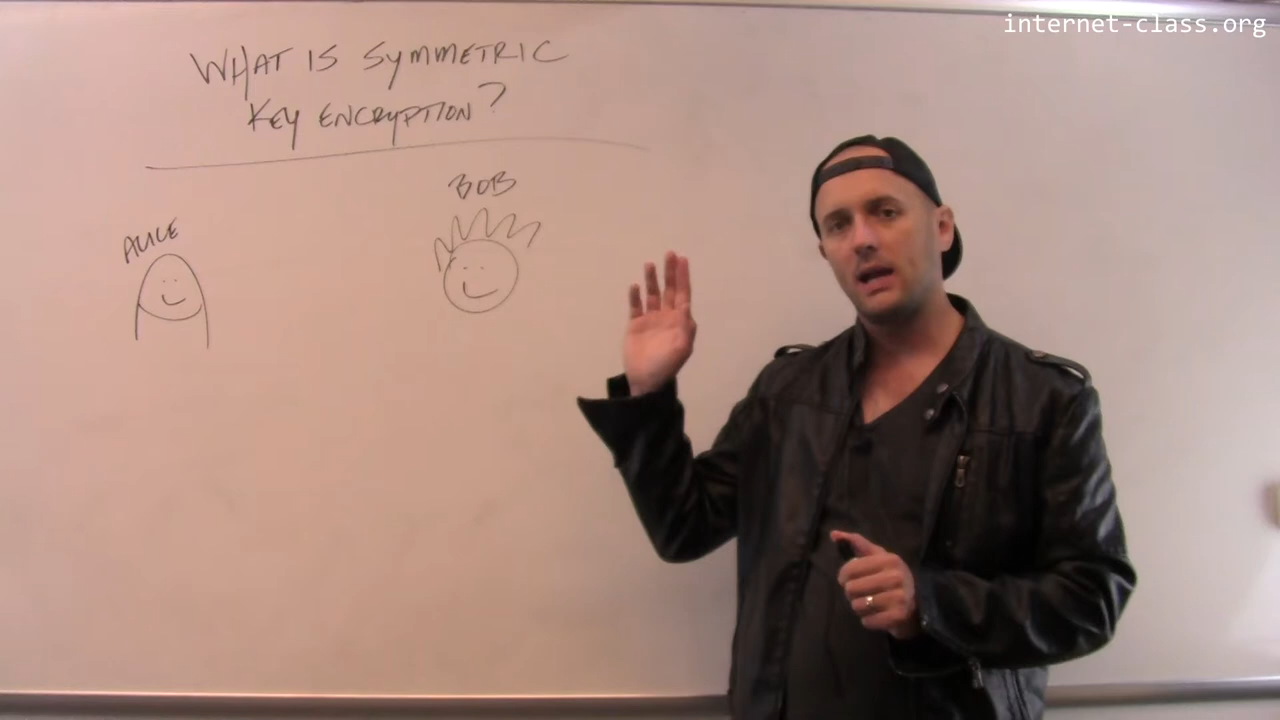 internet-class.org
WHAT IS SYMMETRIC
KEY ENCRYPTION?
BOB
ALICE